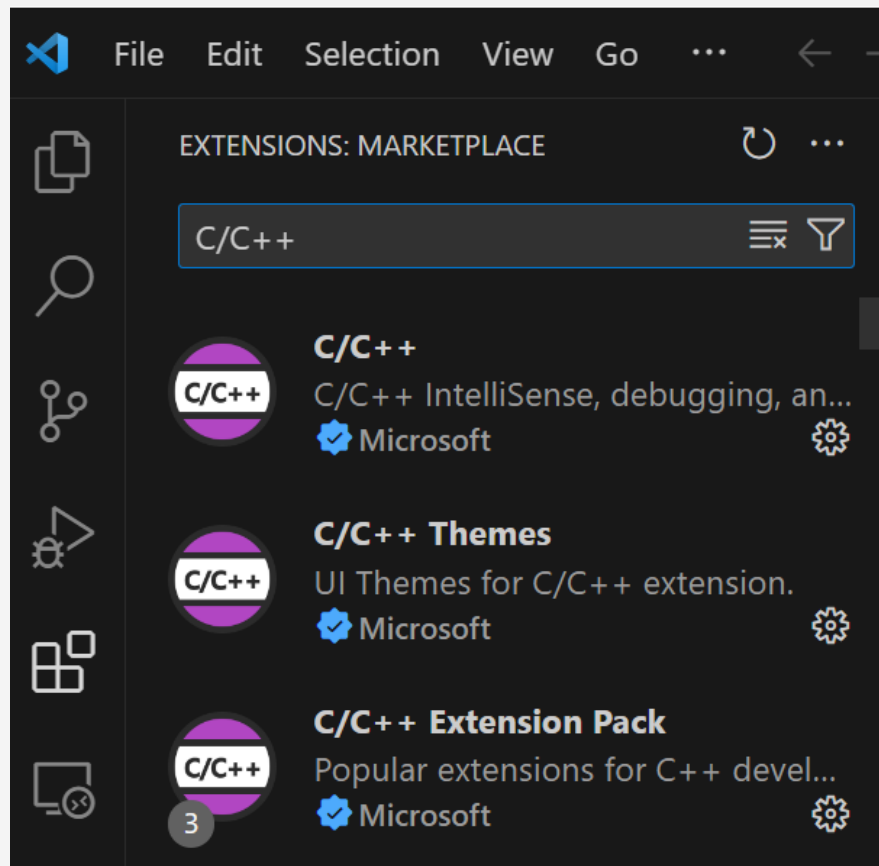 File Edit Selection View Go ···
EXTENSIONS: MARKETPLACE
C/C++
C/C++
C/C++
C/C++ IntelliSense, debugging, an...
Microsoft
C/C++
C/C++ Themes
UI Themes for C/C++ extension.
Microsoft
C/C++
3
C/C++ Extension Pack
Popular extensions for C++ devel...
Microsoft